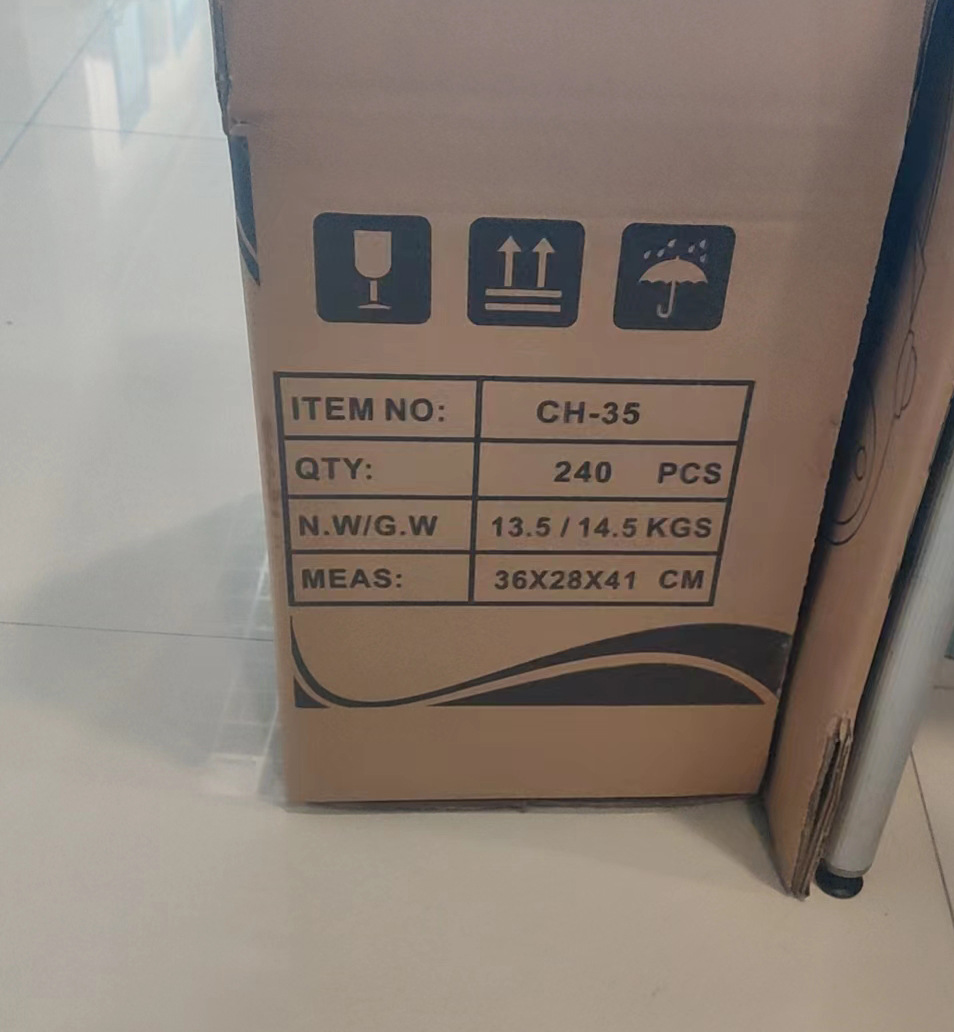 ITEM NO: CH-35
QTY: 240 PCS
N.W/G.W 13.5 / 14.5 KGS
MEAS: 36X28X41 CM